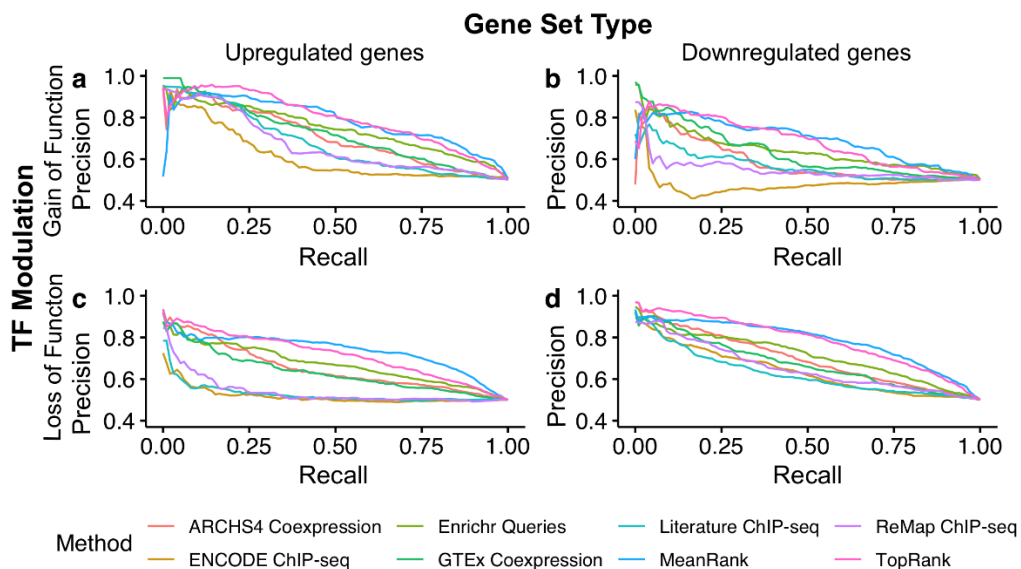 Gene Set Type
Upregulated genes
Downregulated genes
TF Modulation
Gain of Function
Precision
a
1.0
0.8
0.6
0.4
0.00 0.25 0.50 0.75 1.00
Recall
Precision
b
1.0
0.8
0.6
0.4
0.00 0.25 0.50 0.75 1.00
Recall
Loss of Functon
Precision
c
1.0
0.8
0.6
0.4
0.00 0.25 0.50 0.75 1.00
Recall
Precision
d
1.0
0.8
0.6
0.4
0.00 0.25 0.50 0.75 1.00
Recall
Method
ARCHS4 Coexpression Enrichr Queries Literature ChIP-seq ReMap ChIP-seq
ENCODE ChIP-seq GTEx Coexpression MeanRank TopRank